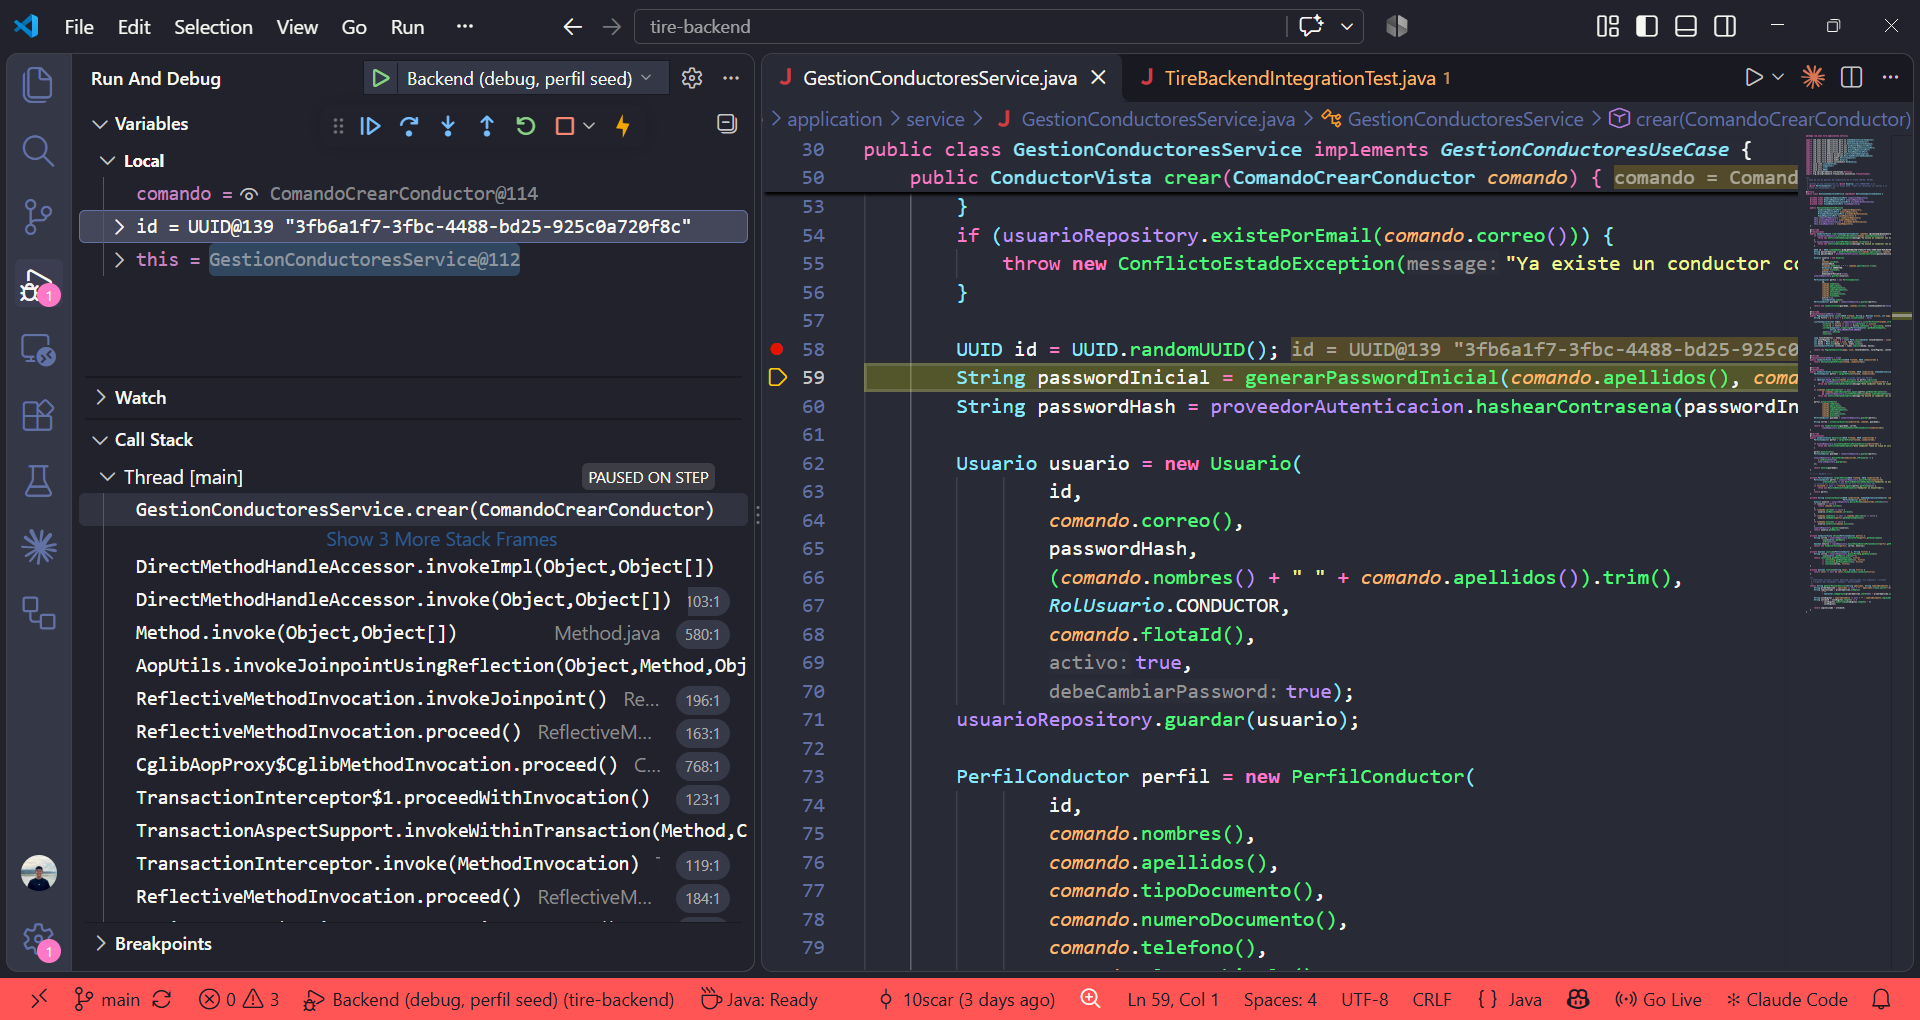 File Edit Selection View Go Run ···
tire-backend
Run And Debug
Backend (debug, perfil seed)
Variables
Local
comando = ComandoCrearConductor@114
id = UUID@139 "3fb6a1f7-3fbc-4488-bd25-925c0a720f8c"
this = GestionConductoresService@112
Watch
Call Stack
Thread [main] PAUSED ON STEP
GestionConductoresService.crear(ComandoCrearConductor)
Show 3 More Stack Frames
DirectMethodHandleAccessor.invokeImpl(Object,Object[])
DirectMethodHandleAccessor.invoke(Object,Object[]) 103:1
Method.invoke(Object,Object[]) Method.java 580:1
AopUtils.invokeJoinpointUsingReflection(Object,Method,Obj
ReflectiveMethodInvocation.invokeJoinpoint() Re... 196:1
ReflectiveMethodInvocation.proceed() ReflectiveM... 163:1
CglibAopProxy$CglibMethodInvocation.proceed() C... 768:1
TransactionInterceptor$1.proceedWithInvocation() 123:1
TransactionAspectSupport.invokeWithinTransaction(Method,C
TransactionInterceptor.invoke(MethodInvocation) 119:1
ReflectiveMethodInvocation.proceed() ReflectiveM... 184:1
Breakpoints
1
1
GestionConductoresService.java
TireBackendIntegrationTest.java 1
application > service > GestionConductoresService.java > GestionConductoresService > crear(ComandoCrearConductor)
30 public class GestionConductoresService implements GestionConductoresUseCase {
50 public ConductorVista crear(ComandoCrearConductor comando) { comando = Comand
53 }
54 if (usuarioRepository.existePorEmail(comando.correo())) {
55 throw new ConflictoEstadoException(message: "Ya existe un conductor co
56 }
57
58 UUID id = UUID.randomUUID(); id = UUID@139 "3fb6a1f7-3fbc-4488-bd25-925c0
59 String passwordInicial = generarPasswordInicial(comando.apellidos(), coma
60 String passwordHash = proveedorAutenticacion.hashearContrasena(passwordIn
61
62 Usuario usuario = new Usuario(
63 id,
64 comando.correo(),
65 passwordHash,
66 (comando.nombres() + " " + comando.apellidos()).trim(),
67 RolUsuario.CONDUCTOR,
68 comando.flotaId(),
69 activo: true,
70 debeCambiarPassword: true);
71 usuarioRepository.guardar(usuario);
72
73 PerfilConductor perfil = new PerfilConductor(
74 id,
75 comando.nombres(),
76 comando.apellidos(),
77 comando.tipoDocumento(),
78 comando.numeroDocumento(),
79 comando.telefono(),
main 0 3 Backend (debug, perfil seed) (tire-backend) Java: Ready 10scar (3 days ago) Ln 59, Col 1 Spaces: 4 UTF-8 CRLF { } Java Go Live Claude Code